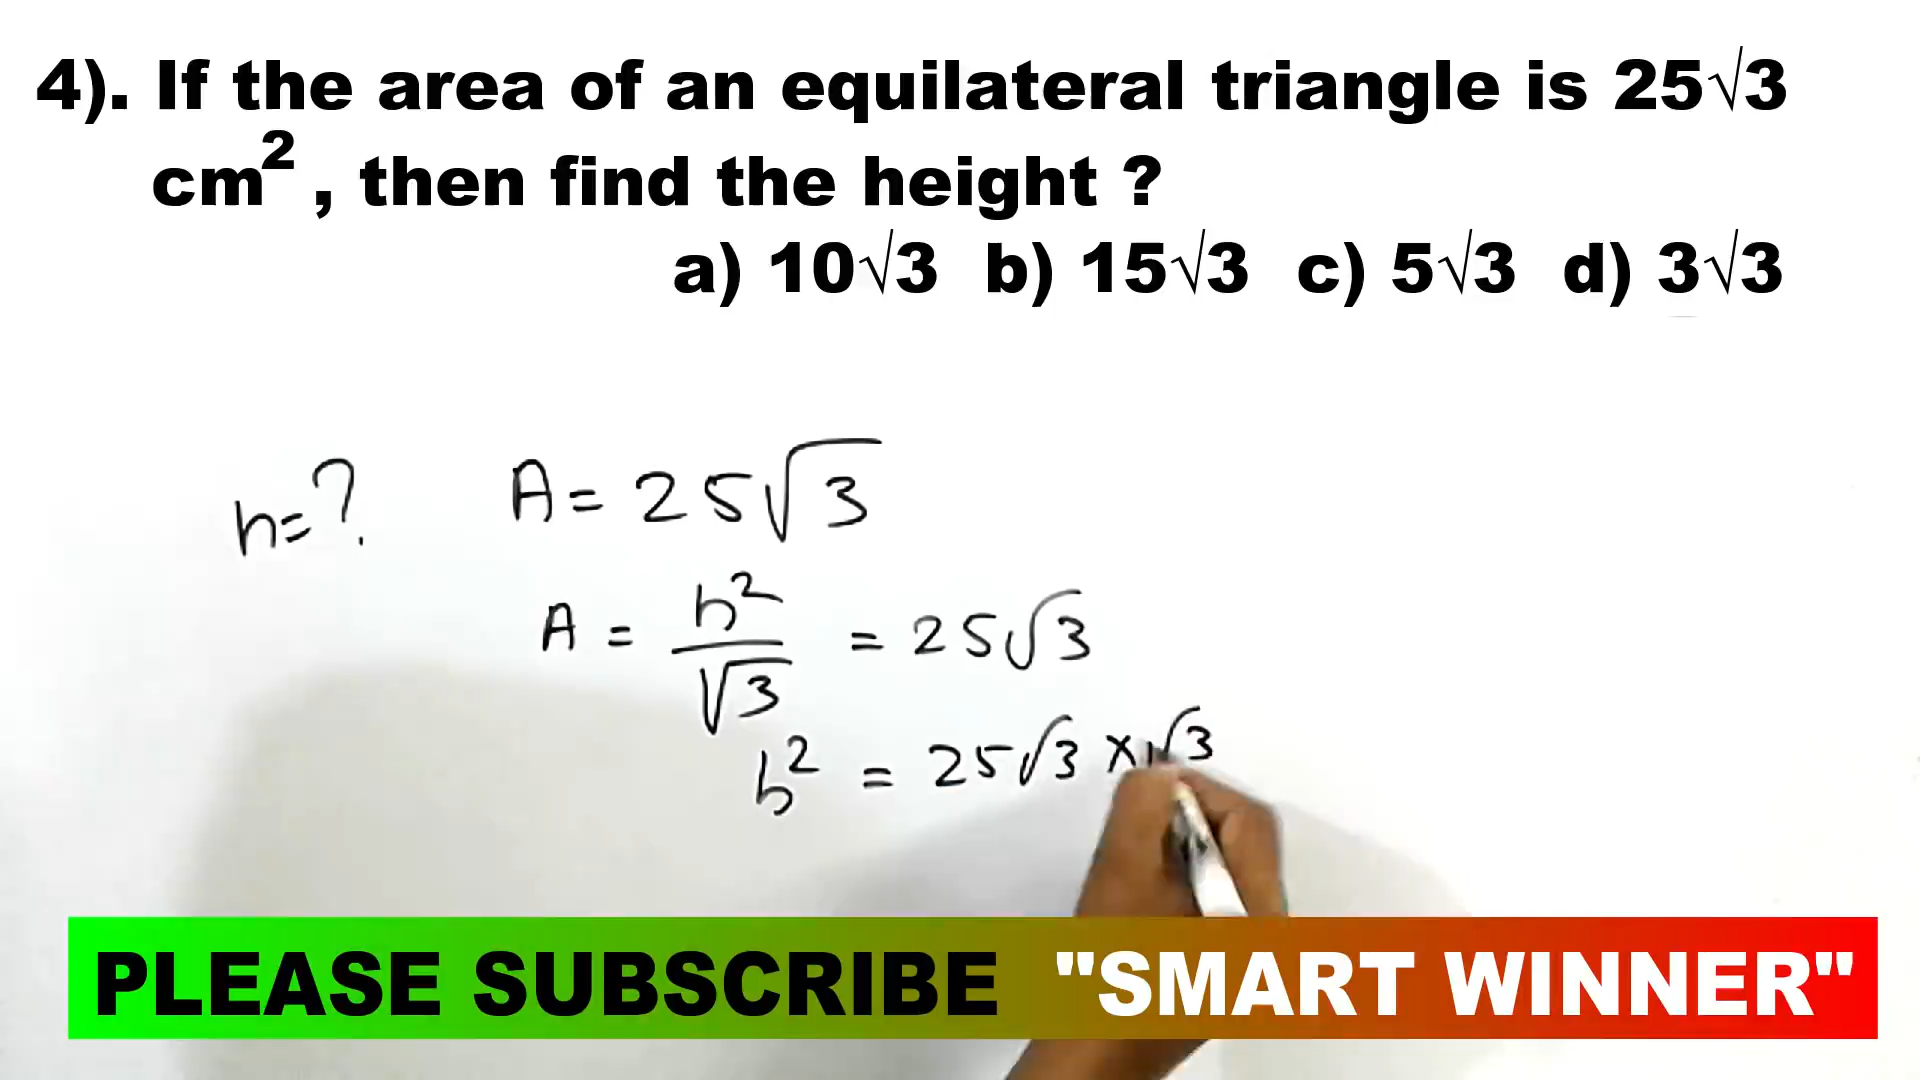 4). If the area of an equilateral triangle is 25√3
cm², then find the height ?
a) 10√3 b) 15√3 c) 5√3 d) 3√3
h=? A = 25√3
A = h²/√3 = 25√3
h² = 25√3 × √3
PLEASE SUBSCRIBE "SMART WINNER"